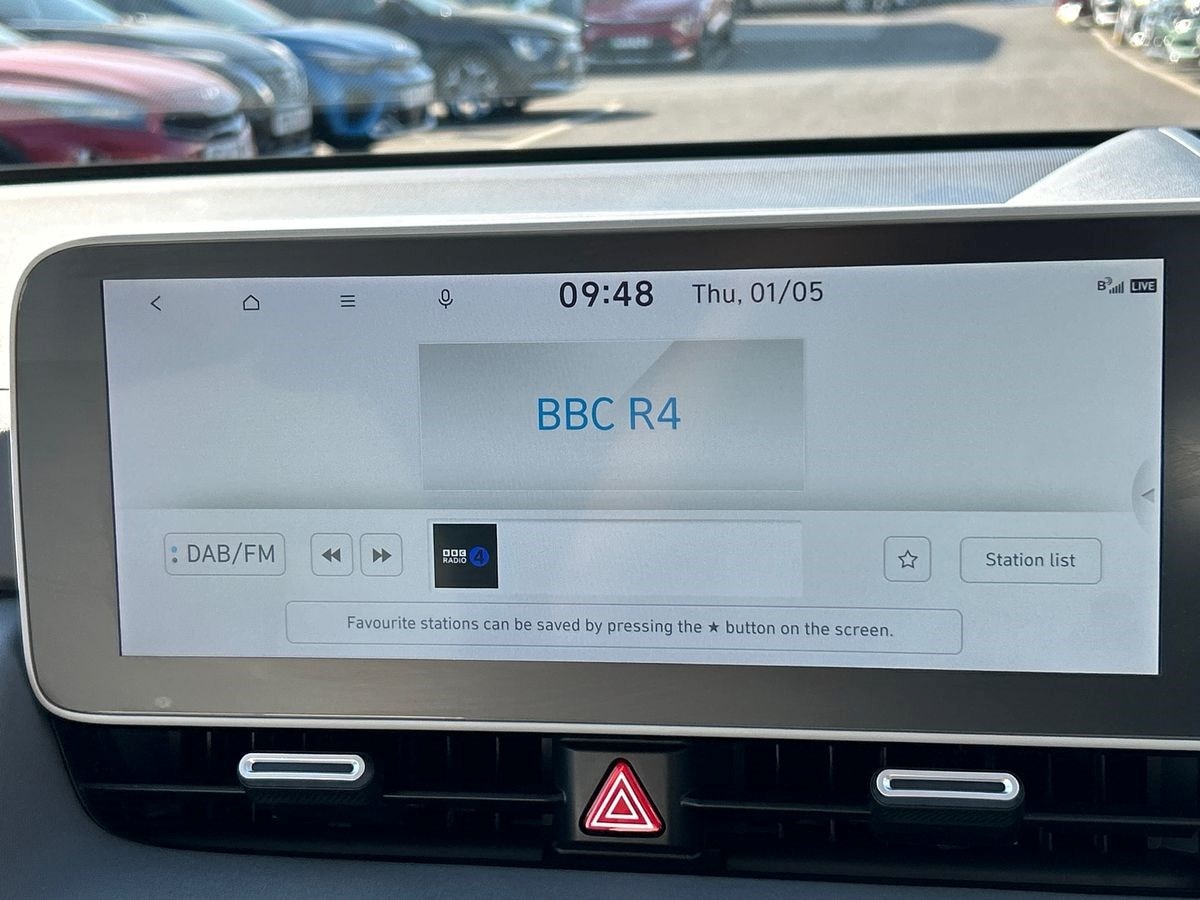 09:48 Thu, 01/05
B LIVE
BBC R4
DAB/FM
BBC
RADIO 4
Station list
Favourite stations can be saved by pressing the ★ button on the screen.